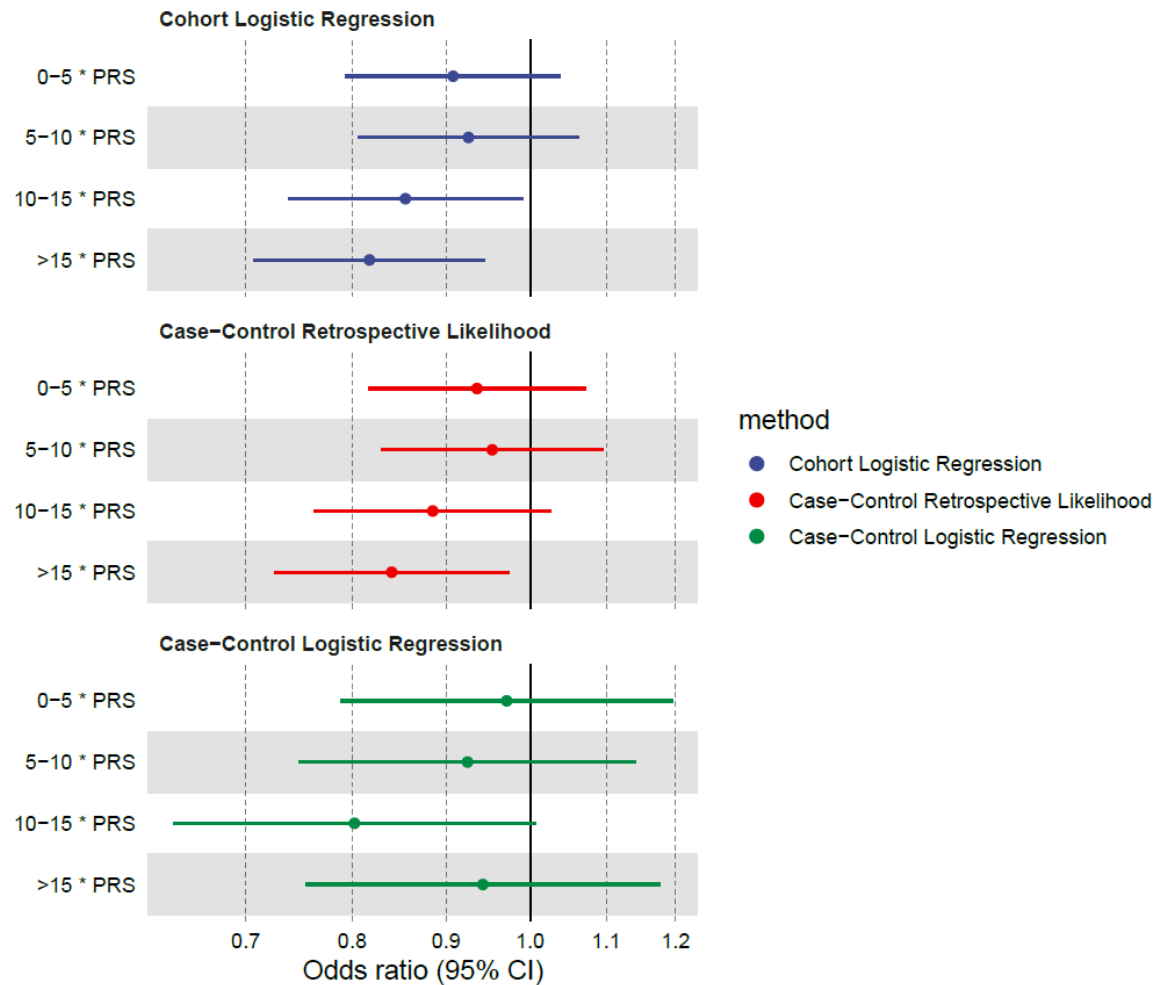 Cohort Logistic Regression
0−5 * PRS
5−10 * PRS
10−15 * PRS
>15 * PRS
Case−Control Retrospective Likelihood
0−5 * PRS
5−10 * PRS
10−15 * PRS
>15 * PRS
Case−Control Logistic Regression
0−5 * PRS
5−10 * PRS
10−15 * PRS
>15 * PRS
0.7 0.8 0.9 1.0 1.1 1.2
Odds ratio (95% CI)
method
Cohort Logistic Regression
Case−Control Retrospective Likelihood
Case−Control Logistic Regression